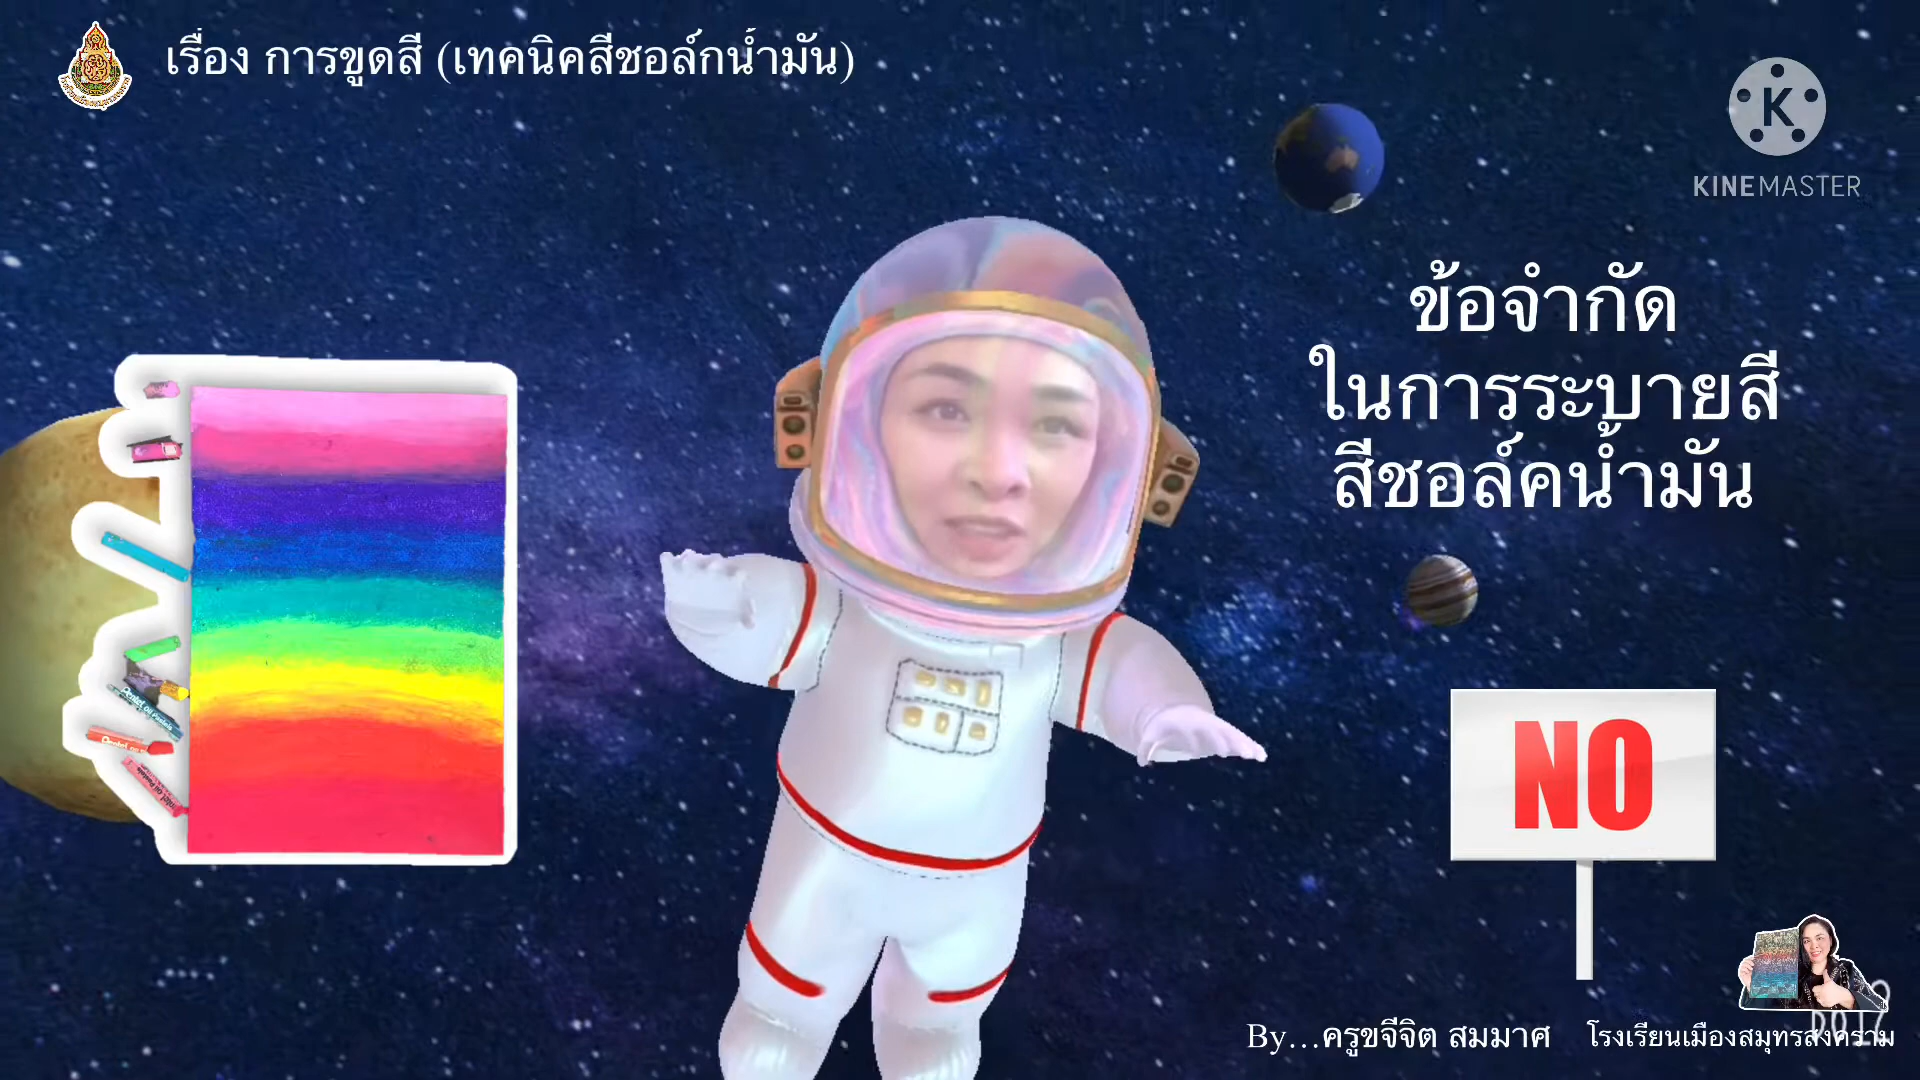 เรื่อง การขูดสี (เทคนิคสีชอล์กน้ำมัน)
K
KINEMASTER
ข้อจำกัด
ในการระบายสี
สีชอล์คน้ำมัน
NO
Pentel Oil Pastels
By...ครูขจีจิต สมมาศ
โรงเรียนเมืองสมุทรสงคราม